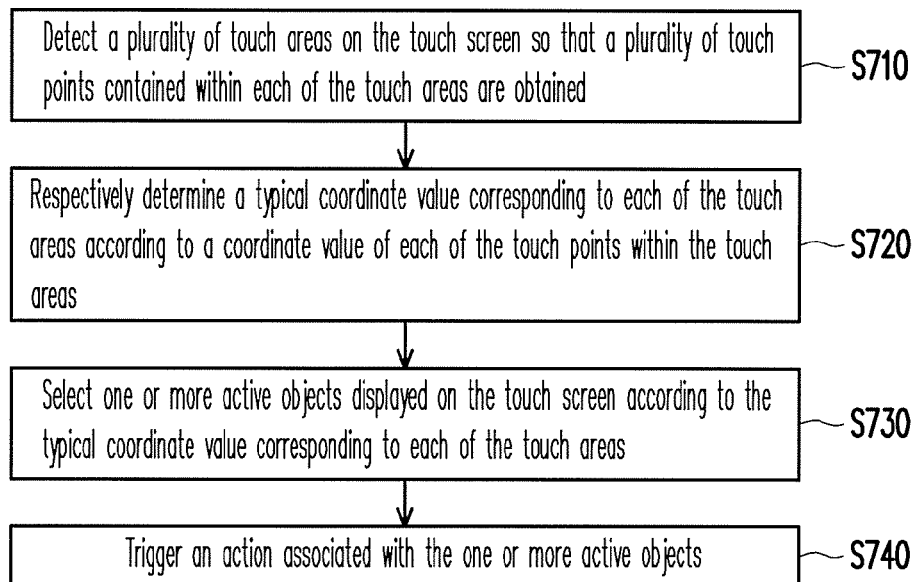 Detect a plurality of touch areas on the touch screen so that a plurality of touch
points contained within each of the touch areas are obtained
S710
Respectively determine a typical coordinate value corresponding to each of the touch
areas according to a coordinate value of each of the touch points within the touch
areas
S720
Select one or more active objects displayed on the touch screen according to the
typical coordinate value corresponding to each of the touch areas
S730
Trigger an action associated with the one or more active objects
S740